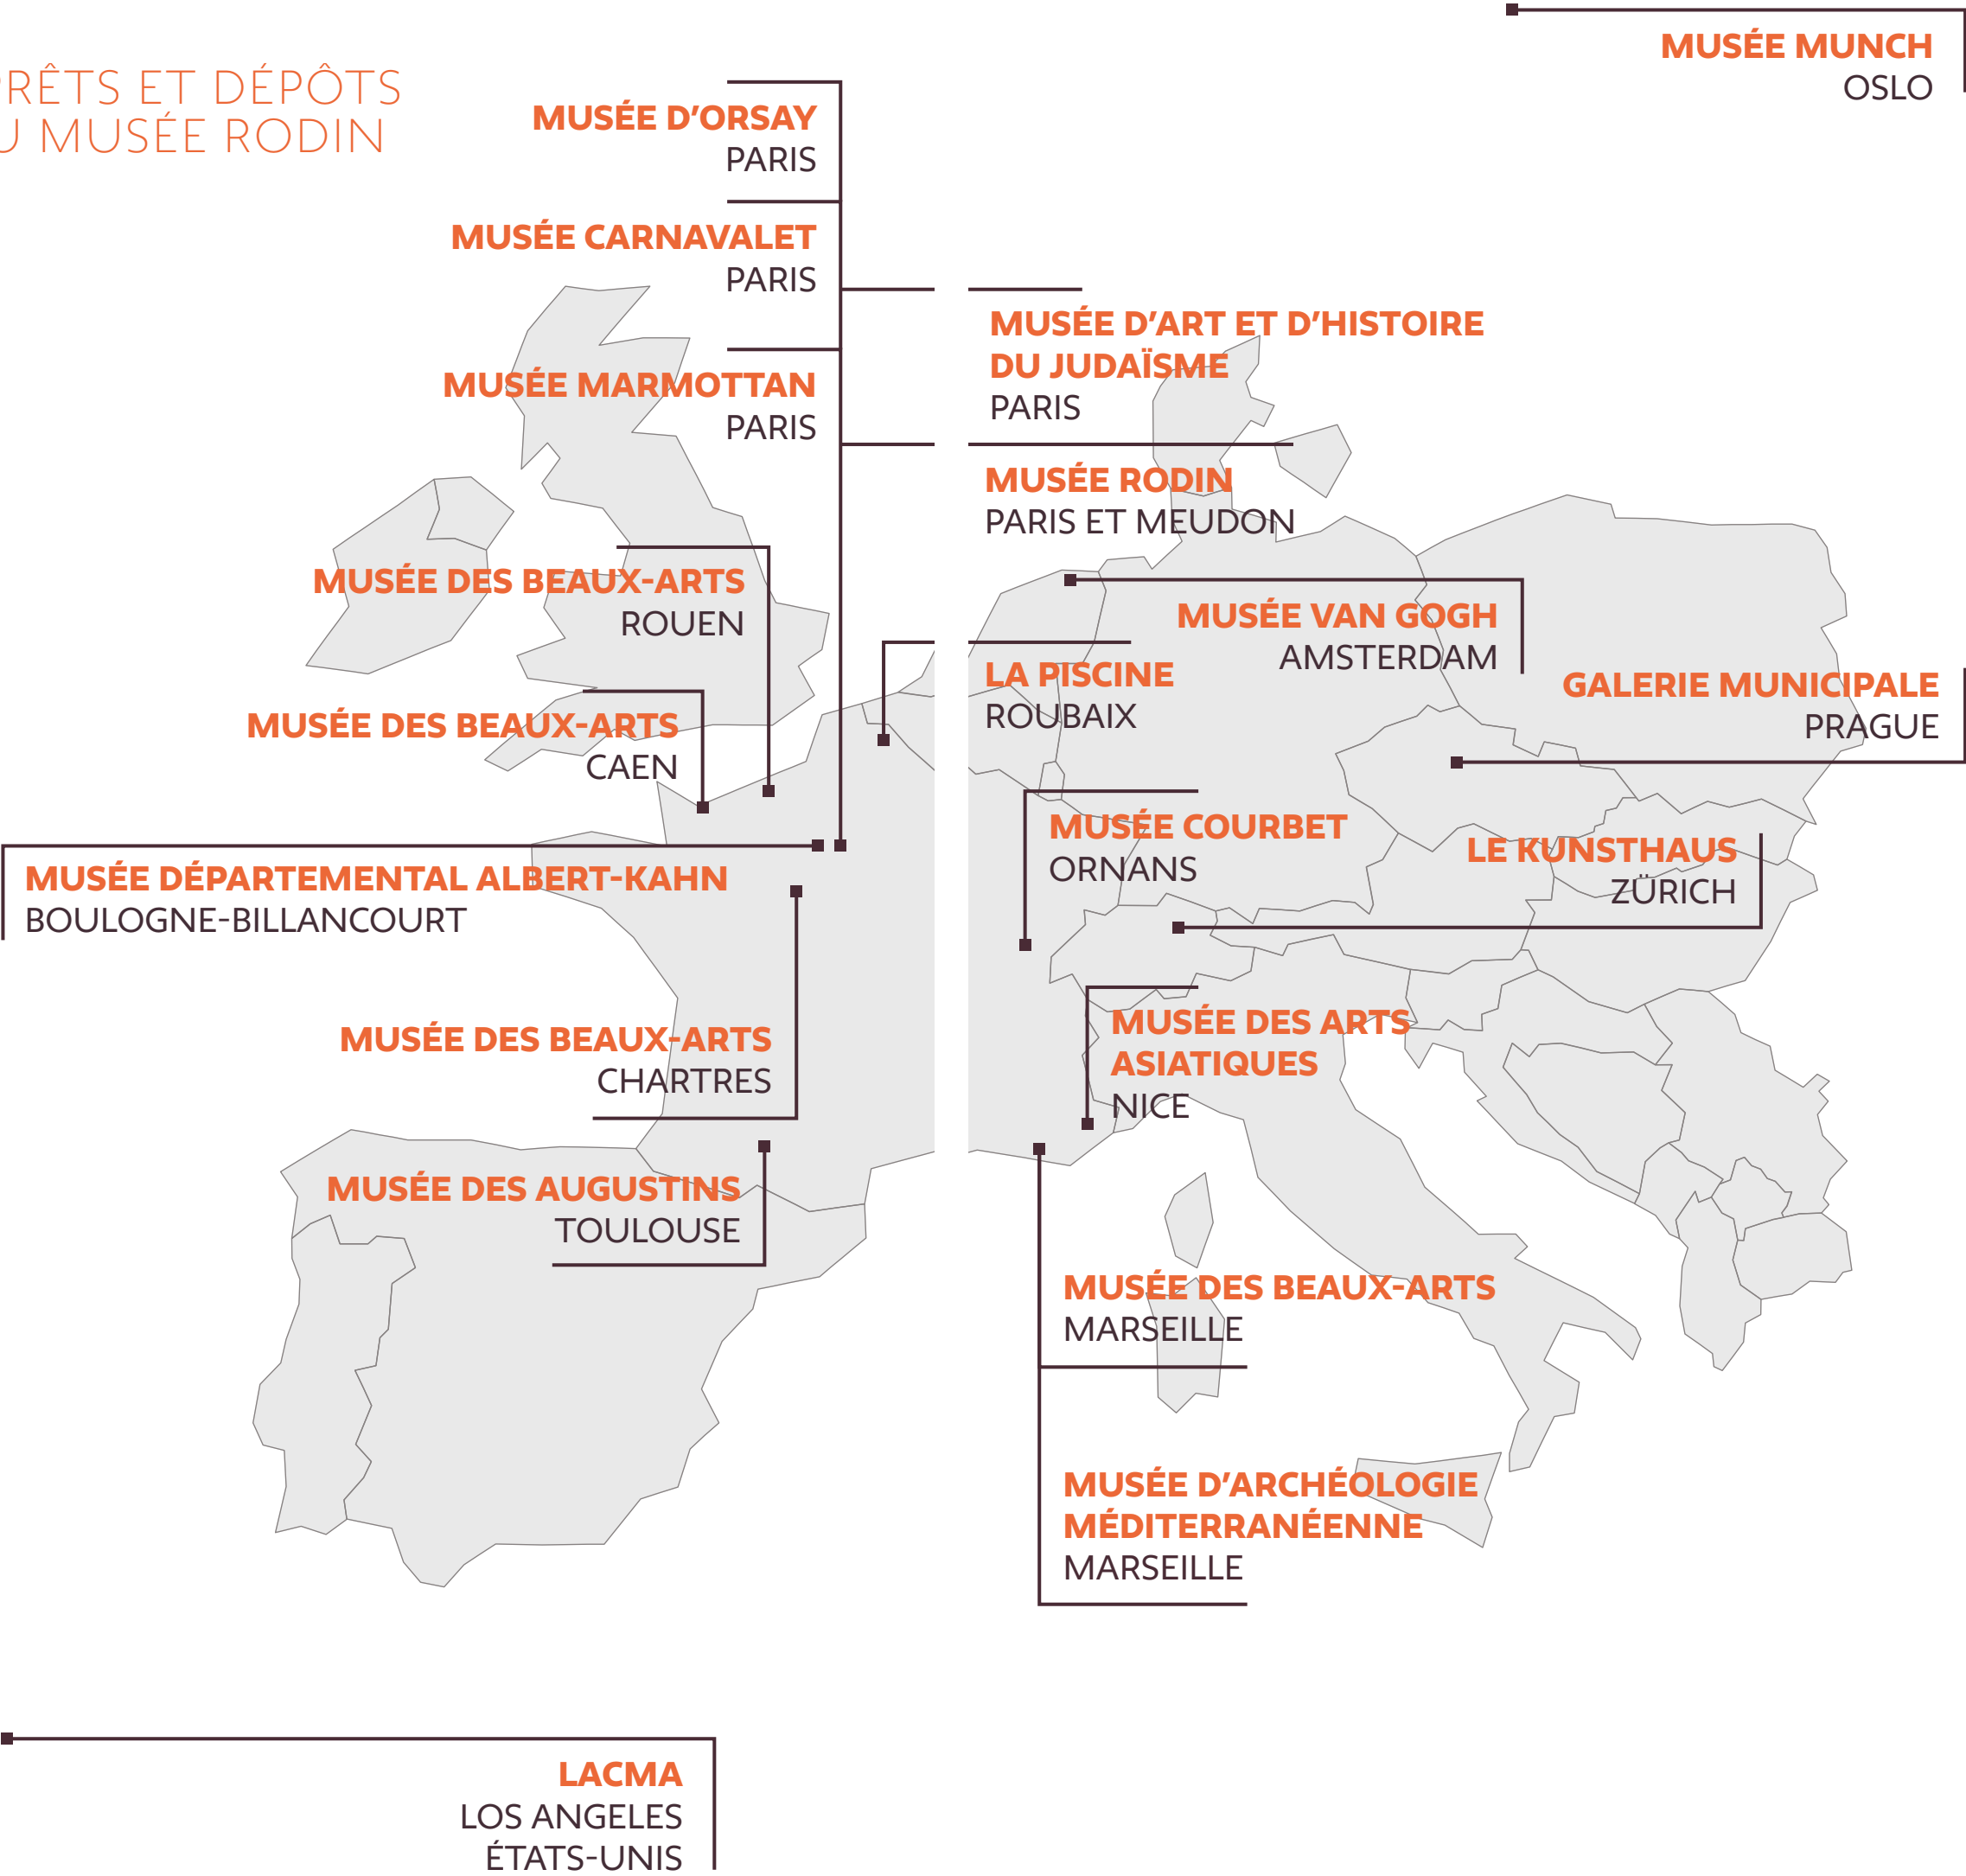 RÊTS ET DÉPÔTS
U MUSÉE RODIN
MUSÉE MUNCH
OSLO
MUSÉE D’ORSAY
PARIS
MUSÉE CARNAVALET
PARIS
MUSÉE MARMOTTAN
PARIS
MUSÉE D’ART ET D’HISTOIRE
DU JUDAÏSME
PARIS
MUSÉE RODIN
PARIS ET MEUDON
MUSÉE DES BEAUX-ARTS
ROUEN
MUSÉE VAN GOGH
AMSTERDAM
LA PISCINE
ROUBAIX
GALERIE MUNICIPALE
PRAGUE
MUSÉE DES BEAUX-ARTS
CAEN
MUSÉE COURBET
ORNANS
LE KUNSTHAUS
ZÜRICH
MUSÉE DÉPARTEMENTAL ALBERT-KAHN
BOULOGNE-BILLANCOURT
MUSÉE DES BEAUX-ARTS
CHARTRES
MUSÉE DES ARTS
ASIATIQUES
NICE
MUSÉE DES AUGUSTINS
TOULOUSE
MUSÉE DES BEAUX-ARTS
MARSEILLE
MUSÉE D’ARCHÉOLOGIE
MÉDITERRANÉENNE
MARSEILLE
LACMA
LOS ANGELES
ÉTATS-UNIS